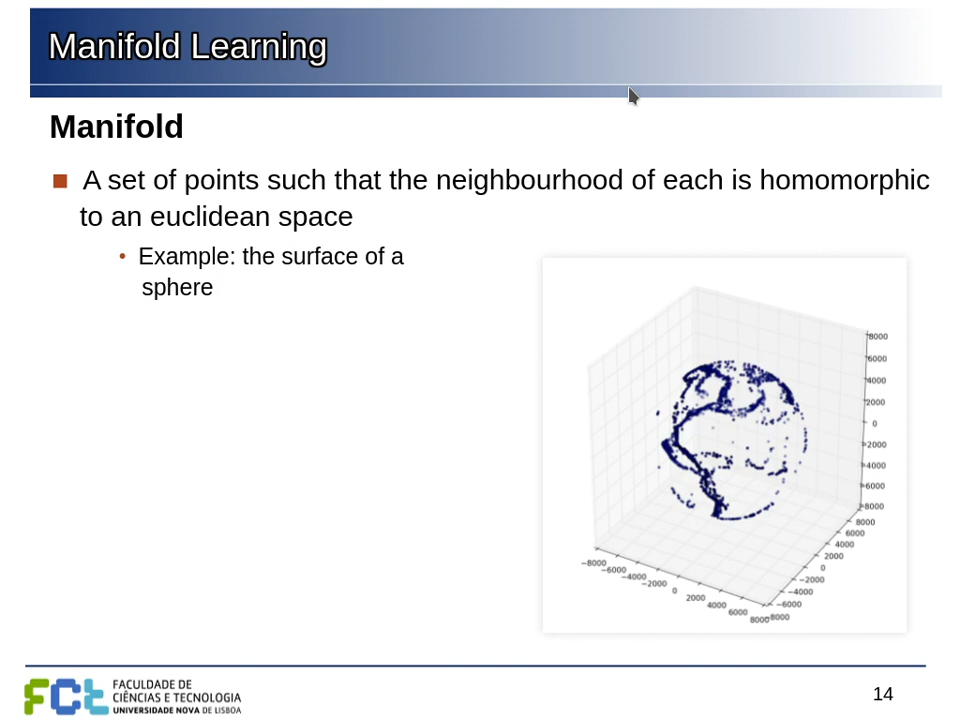 Manifold Learning
Manifold
A set of points such that the neighbourhood of each is homomorphic
to an euclidean space
• Example: the surface of a
sphere
8000
6000
4000
2000
0
−2000
−4000
−6000
−8000
8000
6000
4000
2000
0
−2000
−4000
−6000
−8000
−8000
−6000
−4000
−2000
0
2000
4000
6000
8000
FCt
FACULDADE DE
CIÊNCIAS E TECNOLOGIA
UNIVERSIDADE NOVA DE LISBOA
14